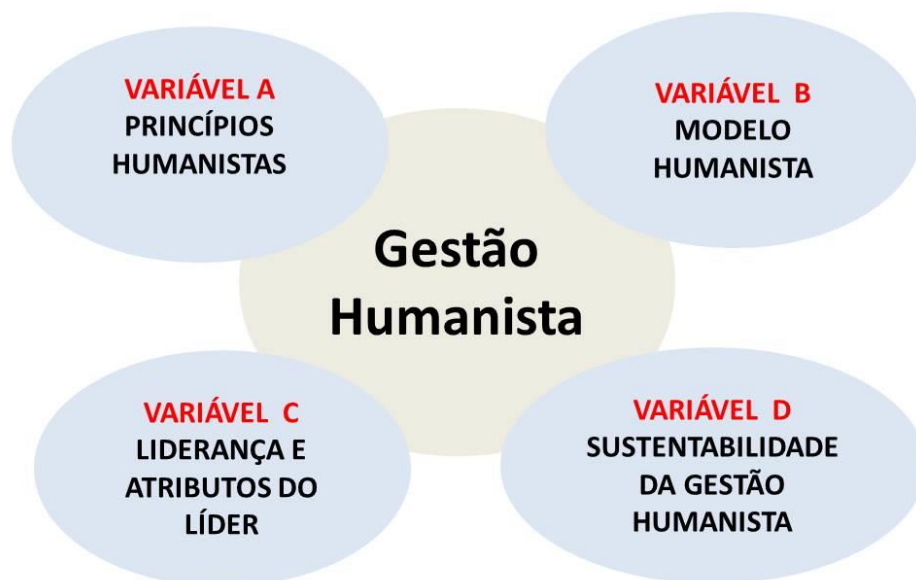 VARIÁVEL A
PRINCÍPIOS
HUMANISTAS
VARIÁVEL B
MODELO
HUMANISTA
Gestão
Humanista
VARIÁVEL C
LIDERANÇA E
ATRIBUTOS DO
LÍDER
VARIÁVEL D
SUSTENTABILIDADE
DA GESTÃO
HUMANISTA